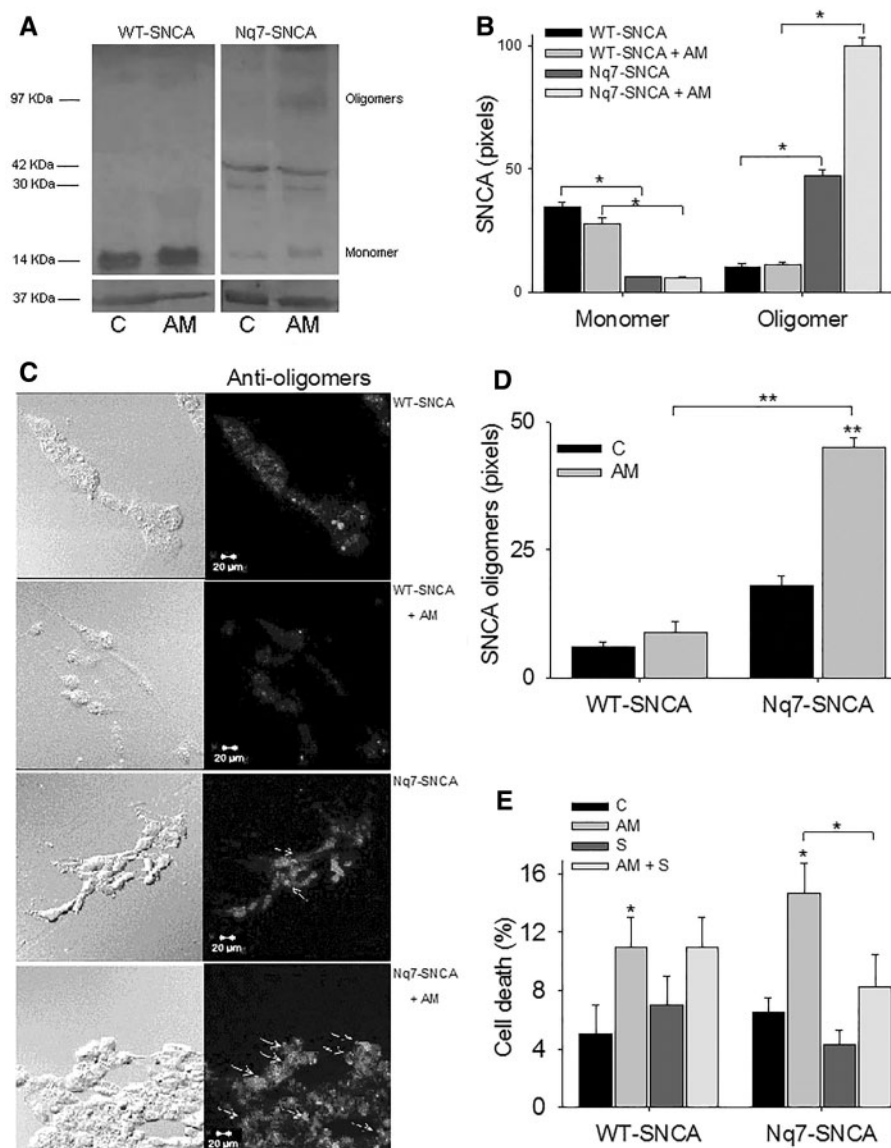 A
WT-SNCA Nq7-SNCA
97 KDa
Oligomers
42 KDa
30 KDa
14 KDa
Monomer
37 KDa
C AM C AM
B
WT-SNCA
WT-SNCA + AM
Nq7-SNCA
Nq7-SNCA + AM
SNCA (pixels)
100
50
0
*
*
*
*
Monomer Oligomer
C
Anti-oligomers
WT-SNCA
20 µm
WT-SNCA
+ AM
20 µm
Nq7-SNCA
20 µm
Nq7-SNCA
+ AM
20 µm
D
C
AM
SNCA oligomers (pixels)
50
25
0
**
**
WT-SNCA Nq7-SNCA
E
C
AM
S
AM + S
Cell death (%)
16
12
8
4
0
*
*
*
WT-SNCA Nq7-SNCA